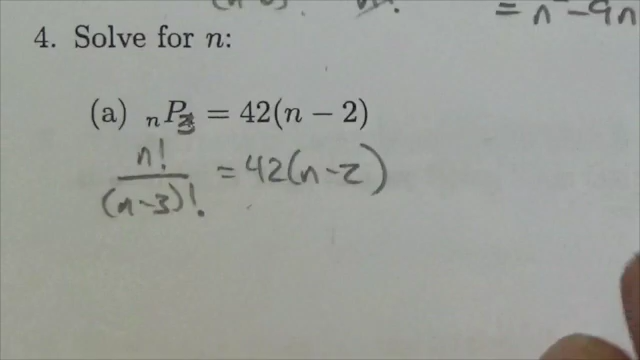 = n² - 9n
4. Solve for n:
(a) ₙP₃ = 42(n − 2)
n!/(n-3)! = 42(n-2)